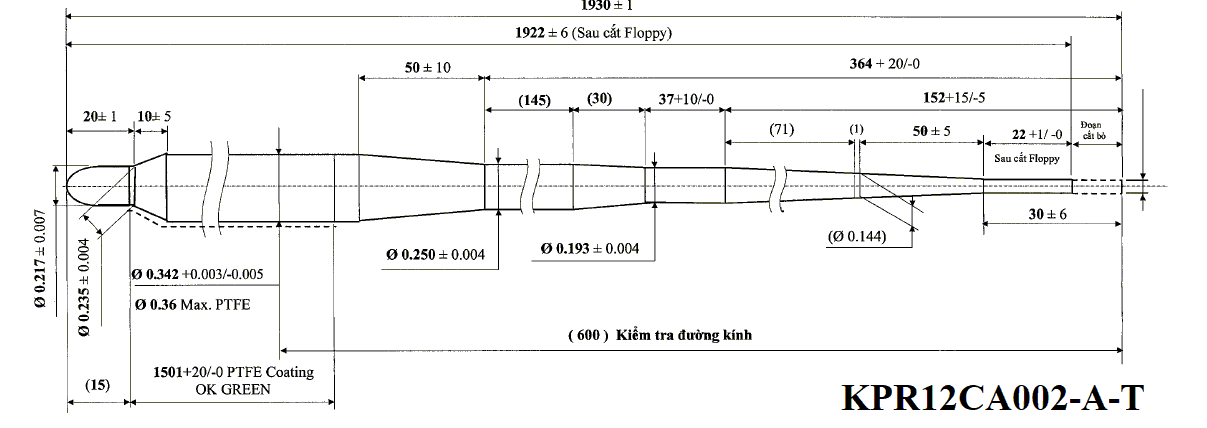 1930 ± 1
1922 ± 6 (Sau cắt Floppy)
364 + 20/-0
50 ± 10
(145)
(30)
37+10/-0
152+15/-5
20± 1
10± 5
(71)
(1)
50 ± 5
22 +1/ -0
Đoạn
cắt bỏ
Sau cắt Floppy
30 ± 6
Ø 0.217 ± 0.007
Ø 0.235 ± 0.004
Ø 0.342 +0.003/-0.005
Ø 0.36 Max. PTFE
Ø 0.250 ± 0.004
Ø 0.193 ± 0.004
(Ø 0.144)
( 600 ) Kiểm tra đường kính
(15)
1501+20/-0 PTFE Coating
OK GREEN
KPR12CA002-A-T